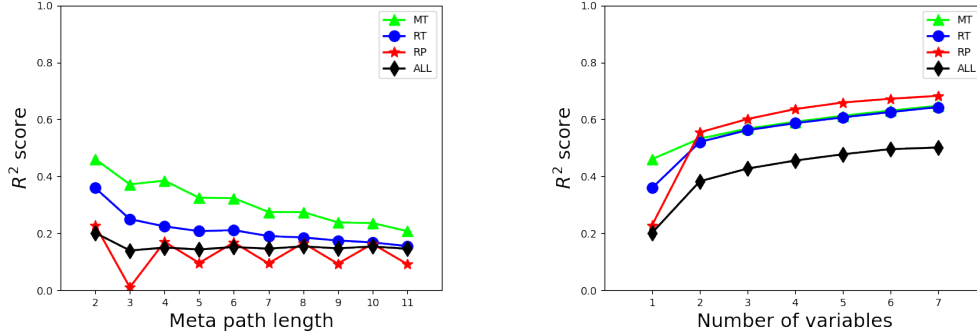 1.0
0.8
0.6
0.4
0.2
0.0
R² score
2 3 4 5 6 7 8 9 10 11
Meta path length
MT
RT
RP
ALL
1.0
0.8
0.6
0.4
0.2
0.0
R² score
1 2 3 4 5 6 7
Number of variables
MT
RT
RP
ALL